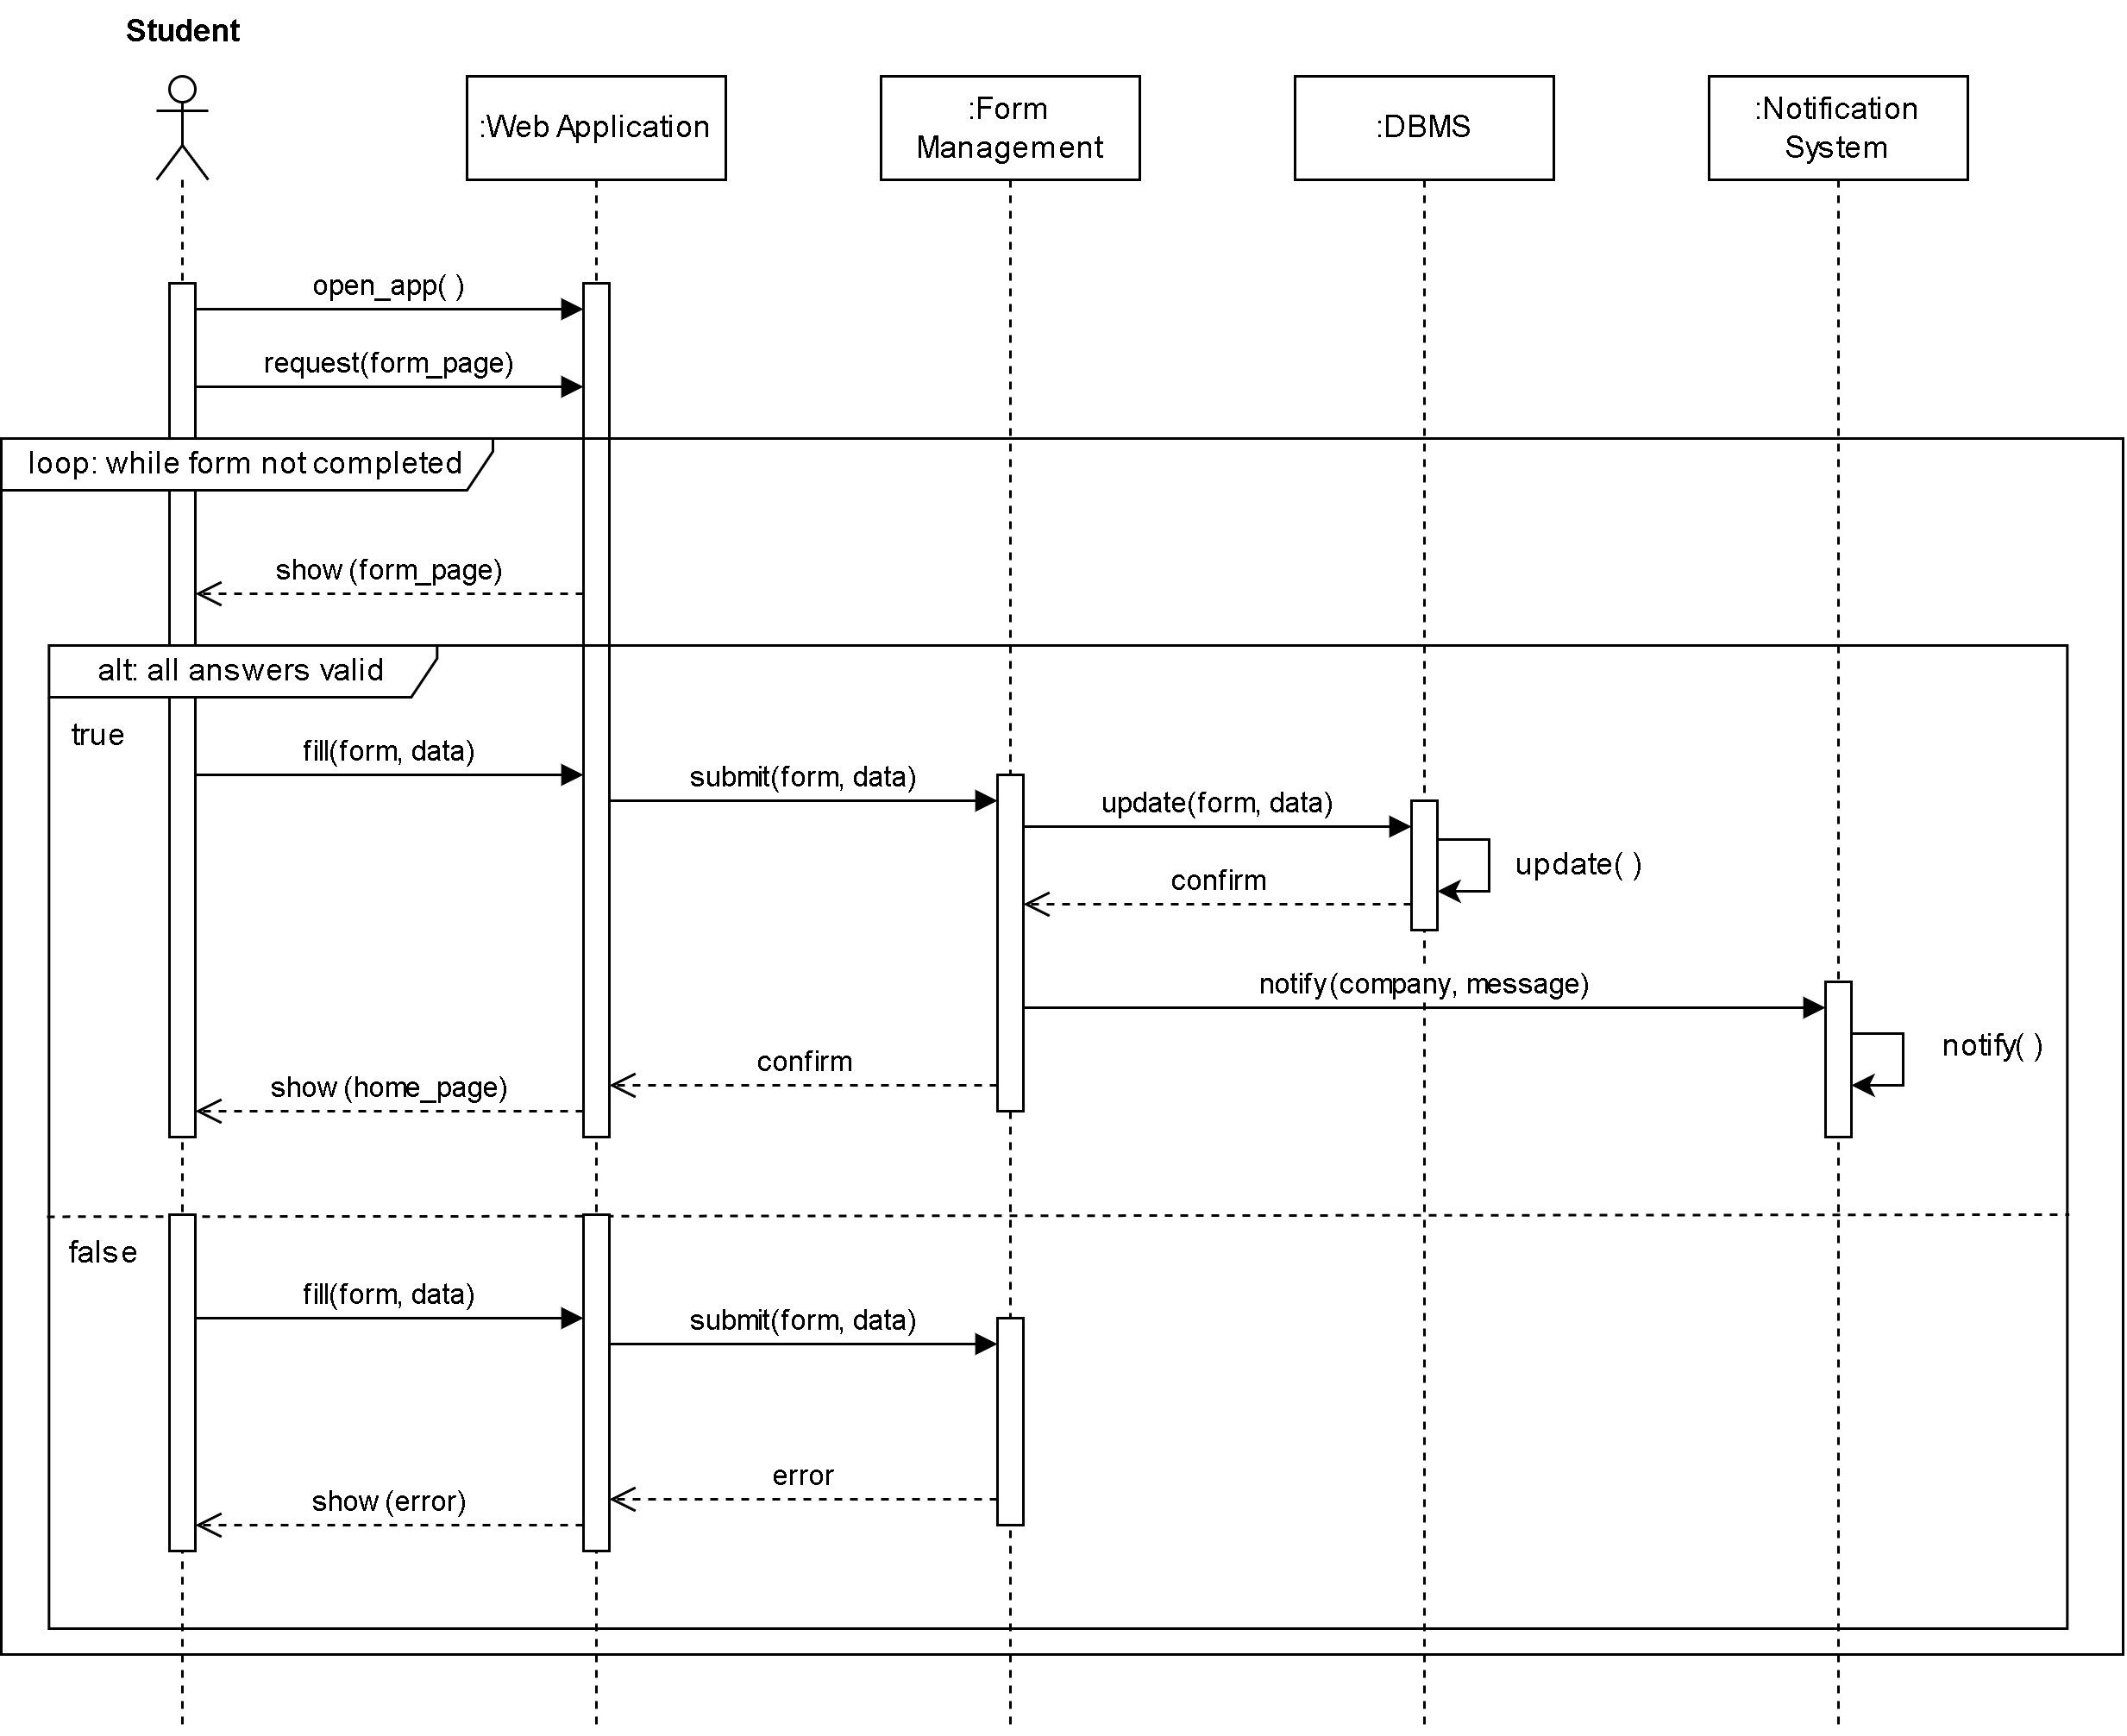 Student
:Web Application
:Form
Management
:DBMS
:Notification
System
open_app( )
request(form_page)
loop: while form not completed
show (form_page)
alt: all answers valid
true
fill(form, data)
submit(form, data)
update(form, data)
update( )
confirm
notify(company, message)
notify( )
confirm
show (home_page)
false
fill(form, data)
submit(form, data)
error
show (error)